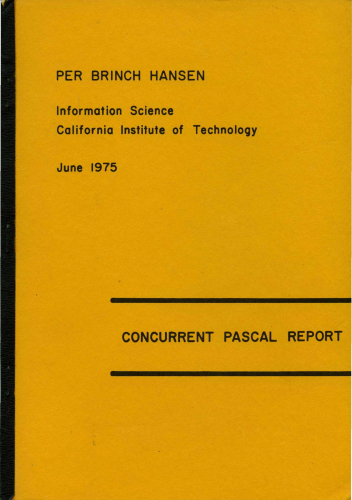 PER BRINCH HANSEN
Information Science
California Institute of Technology
June 1975
CONCURRENT PASCAL REPORT